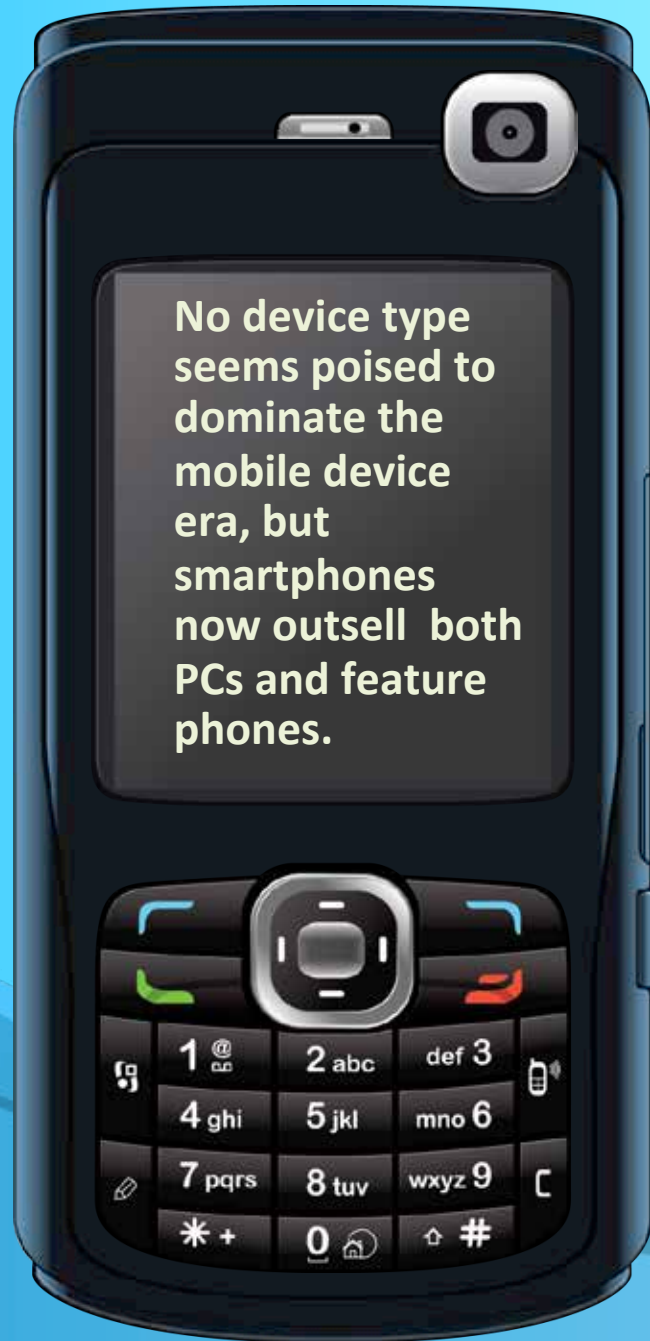 No device type
seems poised to
dominate the
mobile device
era, but
smartphones
now outsell  both
PCs and feature
phones.
1 @
2 abc
def 3
4 ghi
5 jkl
mno 6
7 pqrs
8 tuv
wxyz 9
* +
0
#